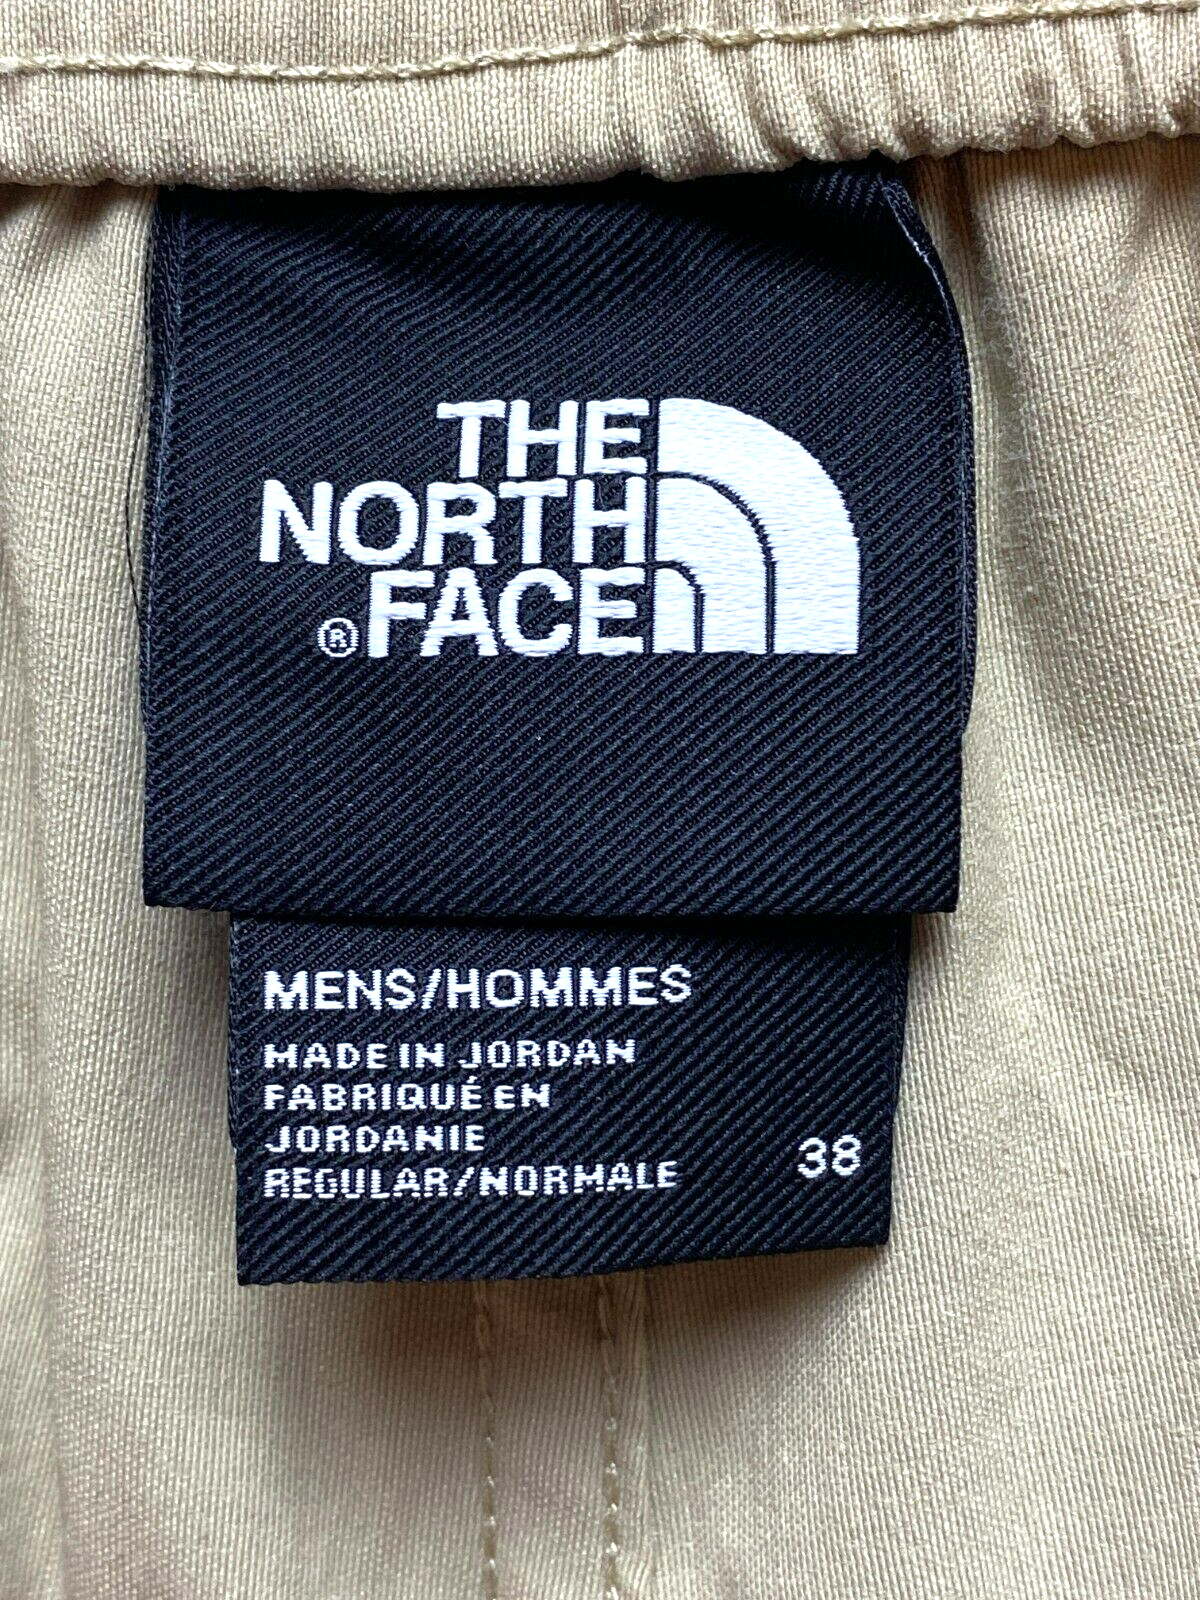 THE
NORTH
® FACE
MENS/HOMMES
MADE IN JORDAN
FABRIQUÉ EN
JORDANIE
REGULAR/NORMALE 38